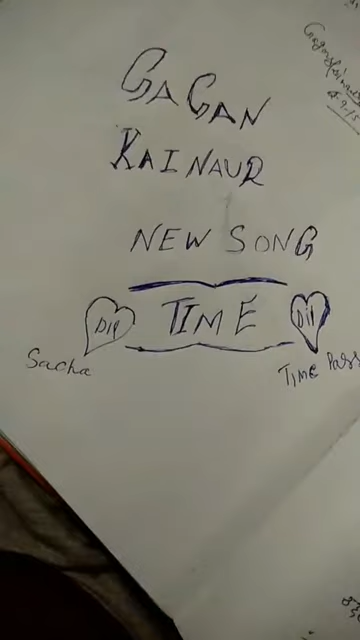 GAGAN
KAINAUR
NEW SONG
Dil TIME Dil
Sacha
TIME Pass